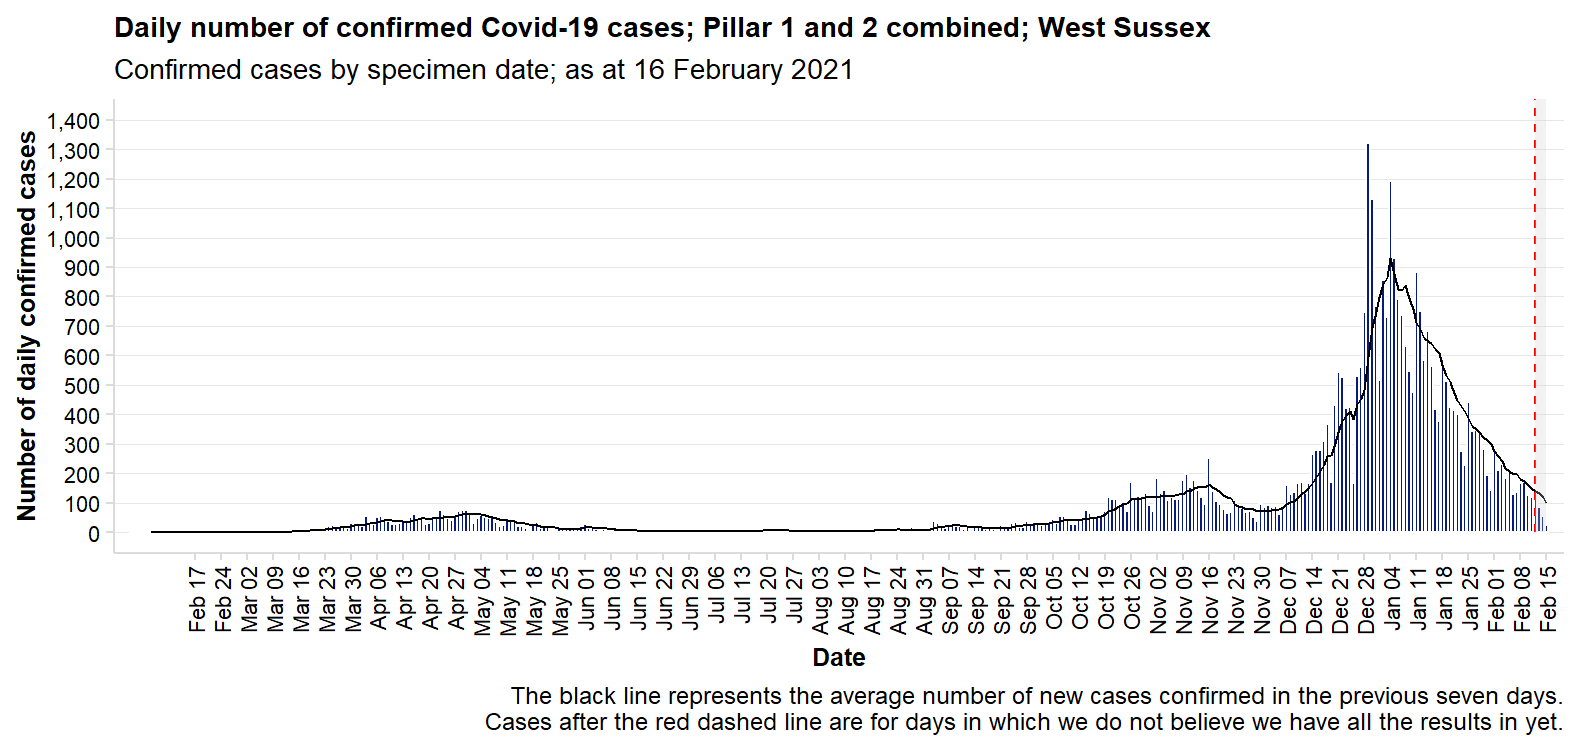 Daily number of confirmed Covid-19 cases; Pillar 1 and 2 combined; West Sussex
Confirmed cases by specimen date; as at 16 February 2021
Number of daily confirmed cases
1,400
1,300
1,200
1,100
1,000
900
800
700
600
500
400
300
200
100
0
Feb 17
Feb 24
Mar 02
Mar 09
Mar 16
Mar 23
Mar 30
Apr 06
Apr 13
Apr 20
Apr 27
May 04
May 11
May 18
May 25
Jun 01
Jun 08
Jun 15
Jun 22
Jun 29
Jul 06
Jul 13
Jul 20
Jul 27
Aug 03
Aug 10
Aug 17
Aug 24
Aug 31
Sep 07
Sep 14
Sep 21
Sep 28
Oct 05
Oct 12
Oct 19
Oct 26
Nov 02
Nov 09
Nov 16
Nov 23
Nov 30
Dec 07
Dec 14
Dec 21
Dec 28
Jan 04
Jan 11
Jan 18
Jan 25
Feb 01
Feb 08
Feb 15
Date
The black line represents the average number of new cases confirmed in the previous seven days.
Cases after the red dashed line are for days in which we do not believe we have all the results in yet.